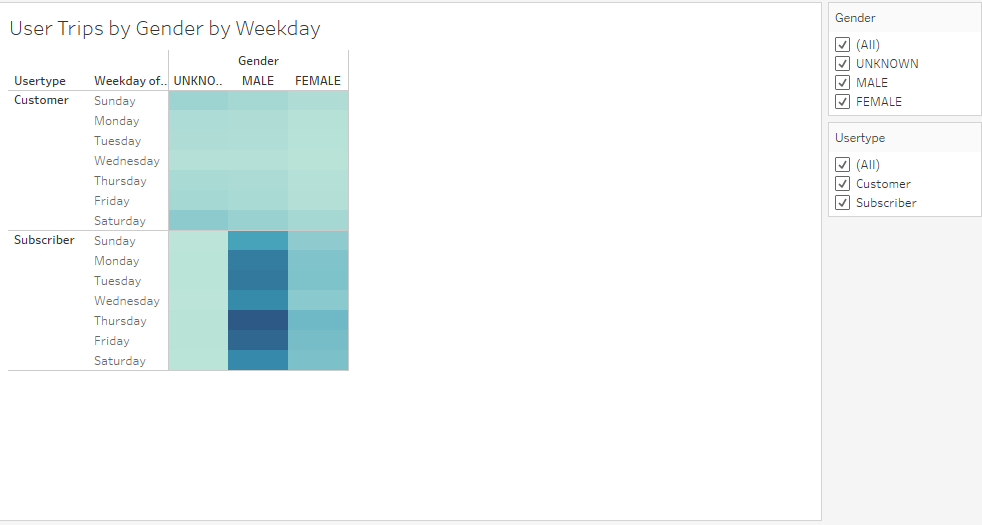 User Trips by Gender by Weekday
Gender
Usertype Weekday of.. UNKNO.. MALE FEMALE
Customer Sunday
Monday
Tuesday
Wednesday
Thursday
Friday
Saturday
Subscriber Sunday
Monday
Tuesday
Wednesday
Thursday
Friday
Saturday
Gender
(All)
UNKNOWN
MALE
FEMALE
Usertype
(All)
Customer
Subscriber